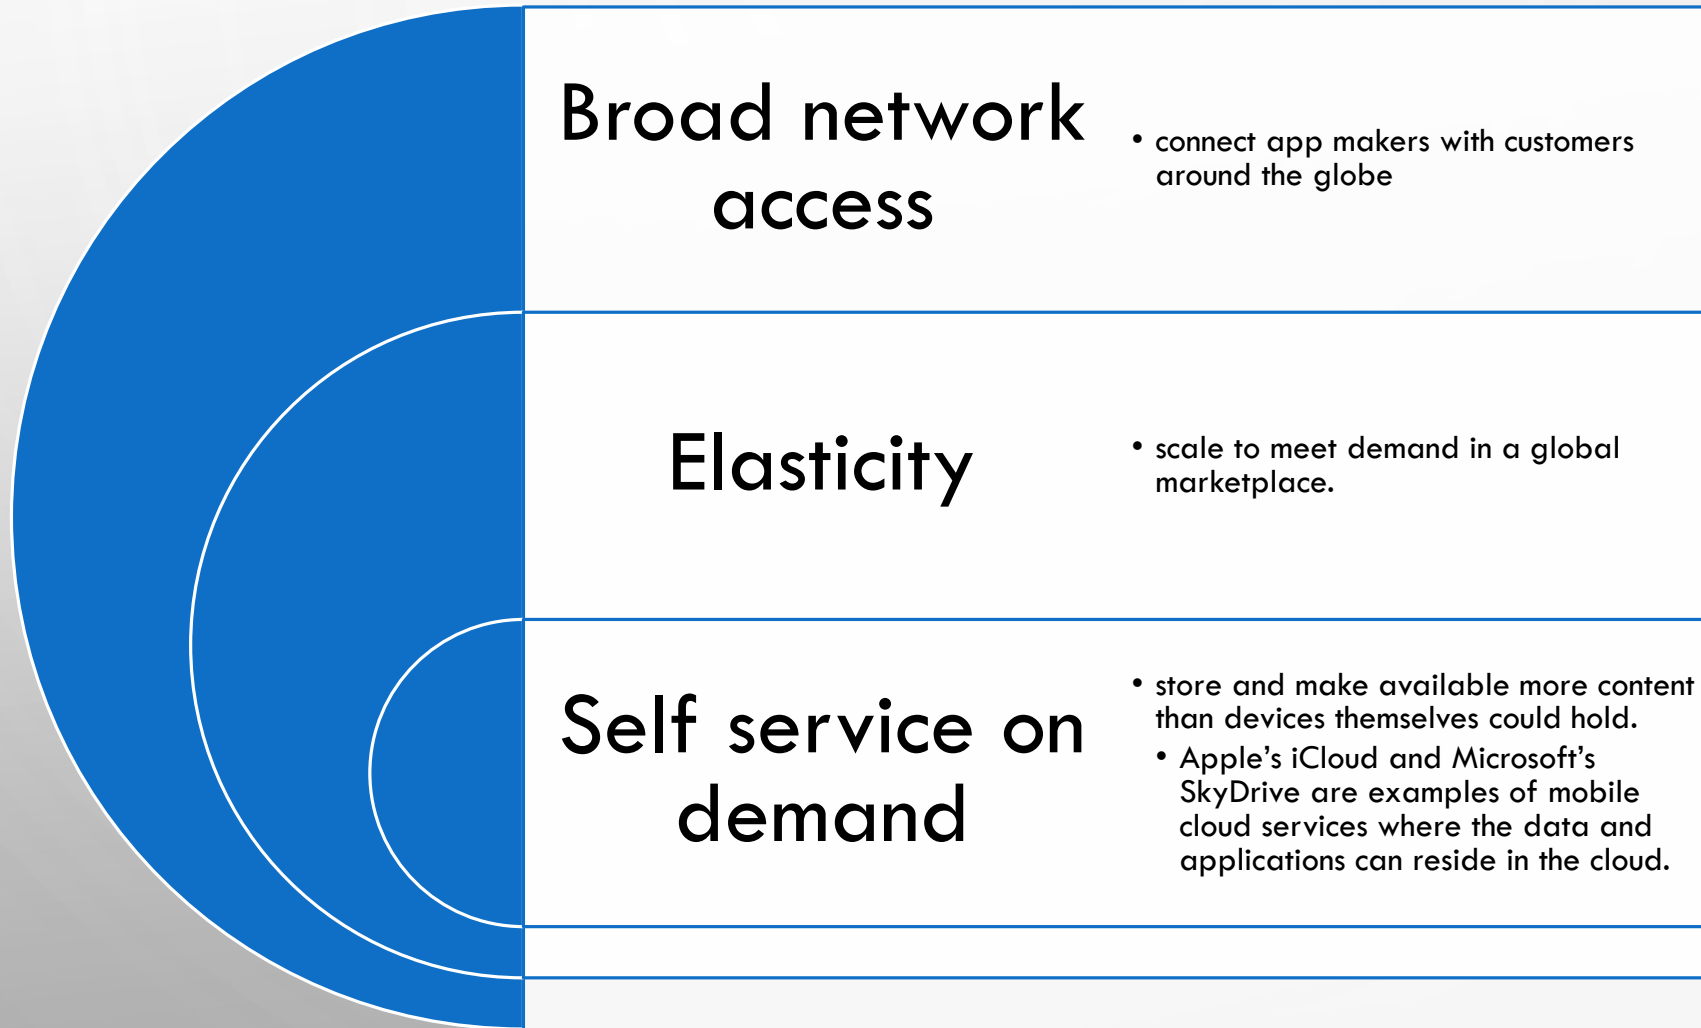 Broad network
access
• connect app makers with customers
around the globe
Elasticity
• scale to meet demand in a global
marketplace.
Self service on
demand
• store and make available more content
than devices themselves could hold.
• Apple’s iCloud and Microsoft’s
SkyDrive are examples of mobile
cloud services where the data and
applications can reside in the cloud.